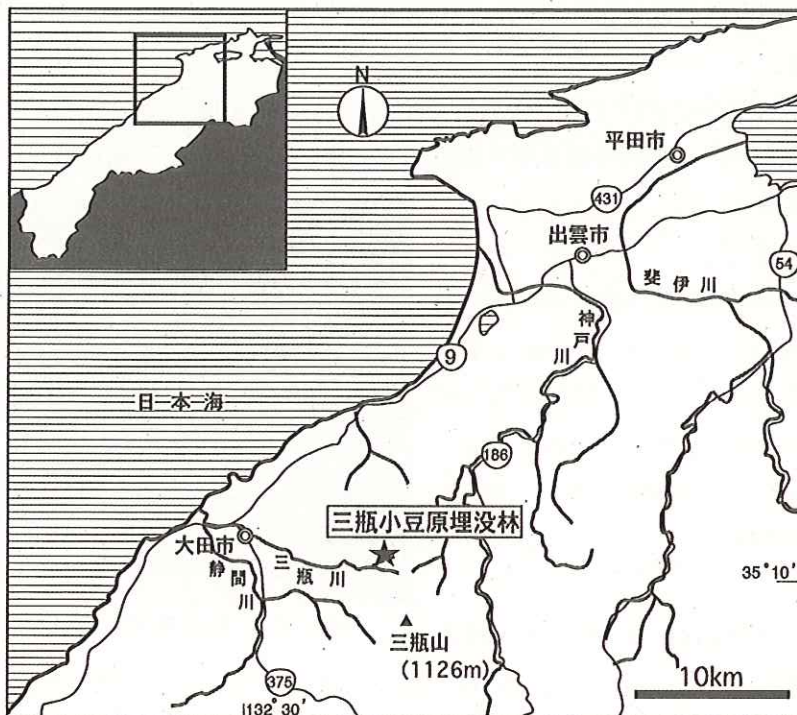 N
平田市
431
出雲市
54
斐伊川
神戸川
9
日本海
186
三瓶小豆原埋没林
大田市
三瓶川
静間川
35°10′
三瓶山
(1126m)
10km
375
132°30′